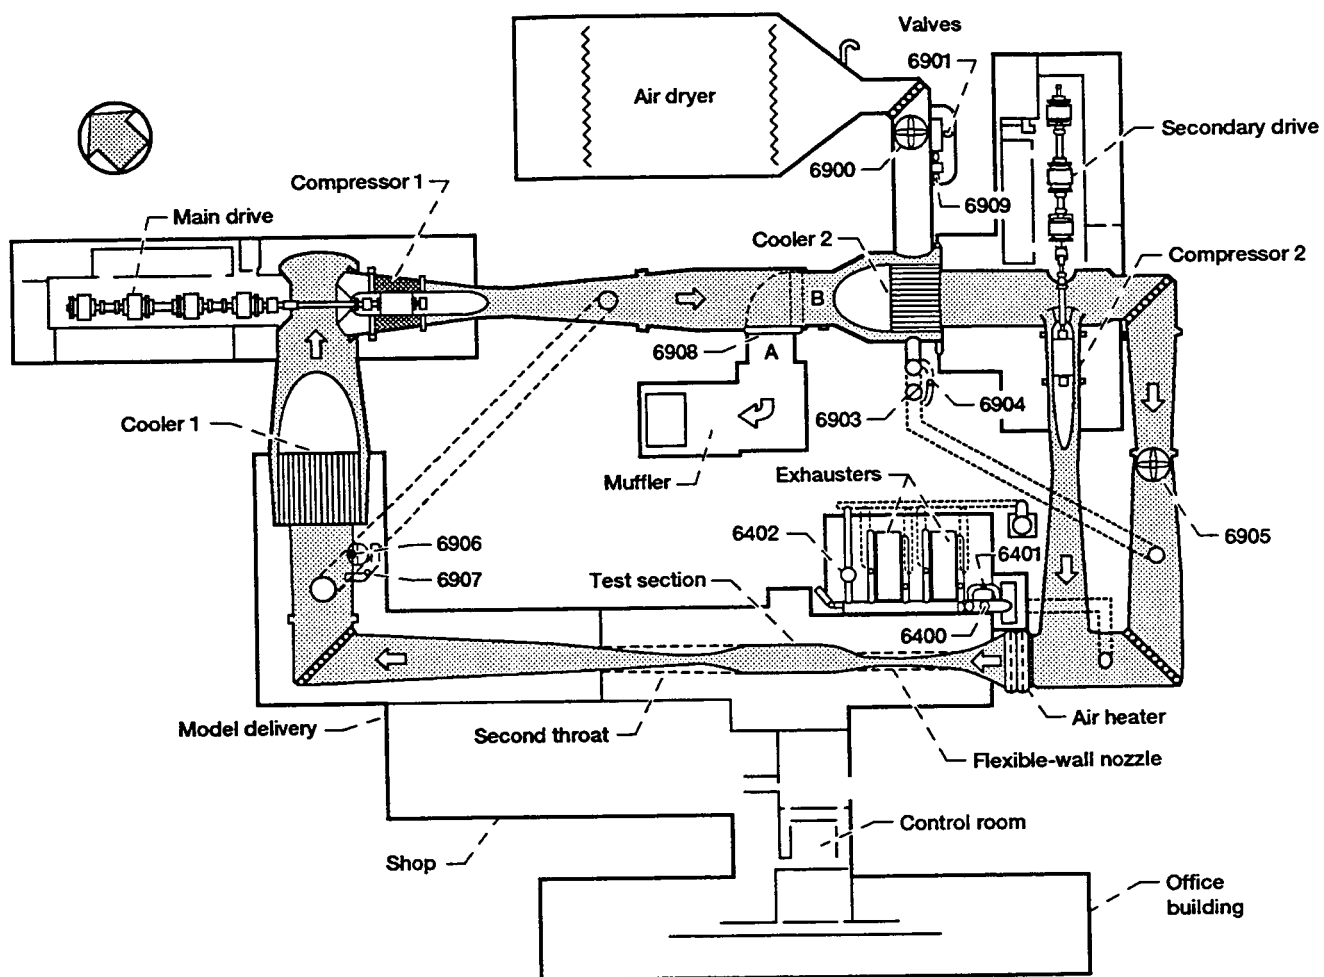 Valves
6901
Air dryer
Secondary drive
6900
Compressor 1
6909
Main drive
Cooler 2
Compressor 2
B
6908
A
6903
6904
Cooler 1
Muffler
Exhausters
6905
6906
6402
6401
6907
Test section
6400
Model delivery
Second throat
Air heater
Flexible-wall nozzle
Control room
Shop
Office
building